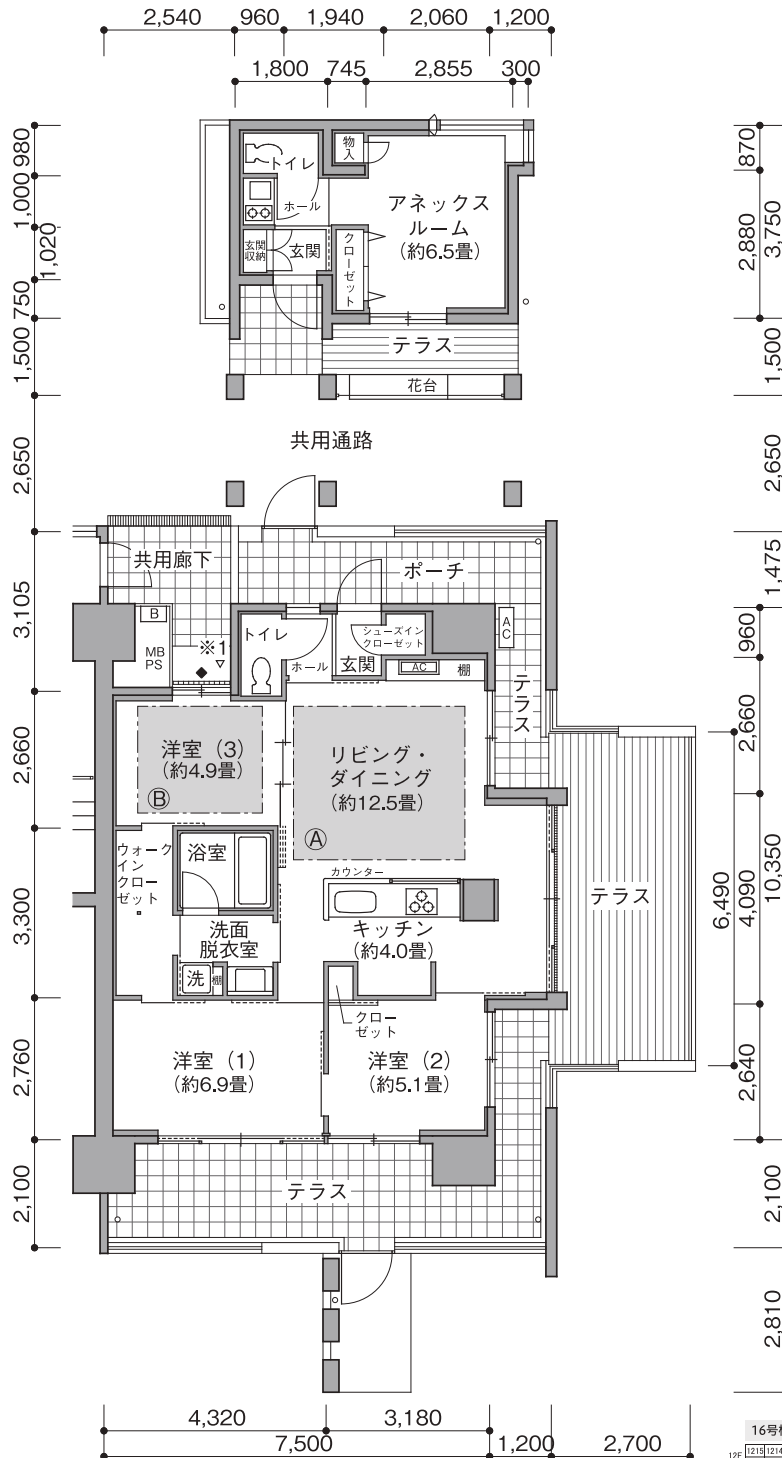 2,540 960 1,940 2,060 1,200
1,800 745 2,855 300
980
1,000
1,020
750
1,500
2,650
3,105
2,660
3,300
2,760
2,100
870
3,750
2,880
1,500
2,650
1,475
960
2,660
10,350
4,090
6,490
2,640
2,100
2,810
トイレ
物入
ホール
アネックス
ルーム
(約6.5畳)
玄関収納
玄関
クローゼット
テラス
花台
共用通路
共用廊下
ポーチ
B
MB
PS
※1
トイレ
ホール
玄関
シューズイン
クローゼット
AC
棚
AC
テラス
洋室（3）
(約4.9畳)
Ⓑ
リビング・
ダイニング
(約12.5畳)
Ⓐ
ウォーク
イン
クロー
ゼット
浴室
カウンター
キッチン
(約4.0畳)
テラス
洗面
脱衣室
洗
棚
クロー
ゼット
洋室（1）
(約6.9畳)
洋室（2）
(約5.1畳)
テラス
4,320 3,180
7,500 1,200 2,700
16号棟
12F 1215 1214